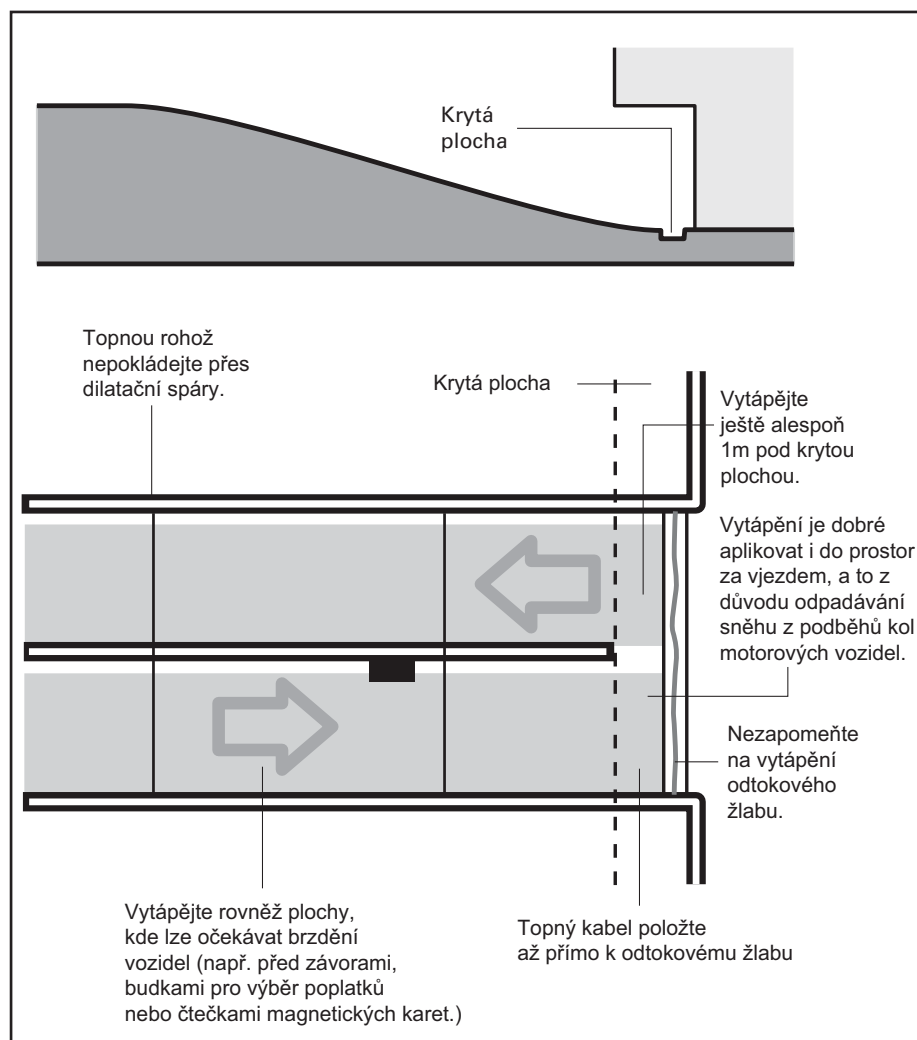 Krytá
plocha
Topnou rohož
nepokládejte přes
dilatační spáry.
Krytá plocha
Vytápějte
ještě alespoň
1m pod krytou
plochou.
Vytápění je dobré
aplikovat i do prostor
za vjezdem, a to z
důvodu odpadávání
sněhu z podběhů kol
motorových vozidel.
Nezapomeňte
na vytápění
odtokového
žlabu.
Vytápějte rovněž plochy,
kde lze očekávat brzdění
vozidel (např. před závorami,
budkami pro výběr poplatků
nebo čtečkami magnetických karet.)
Topný kabel položte
až přímo k odtokovému žlabu